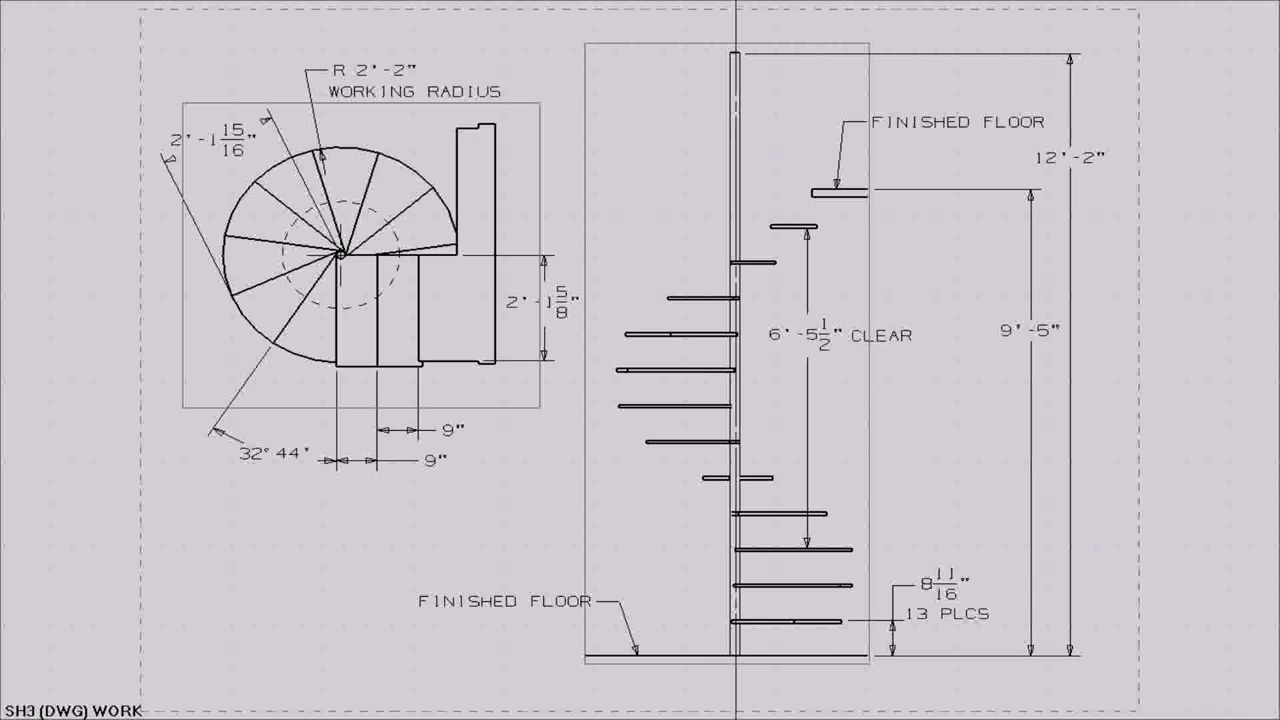 R 2'-2"
WORKING RADIUS
2'-1 15/16"
FINISHED FLOOR
12'-2"
2'-1 5/8"
6'-5 1/2" CLEAR
9'-5"
9"
32°44'
9"
8 11/16"
13 PLCS
FINISHED FLOOR
SH3 (DWG) WORK